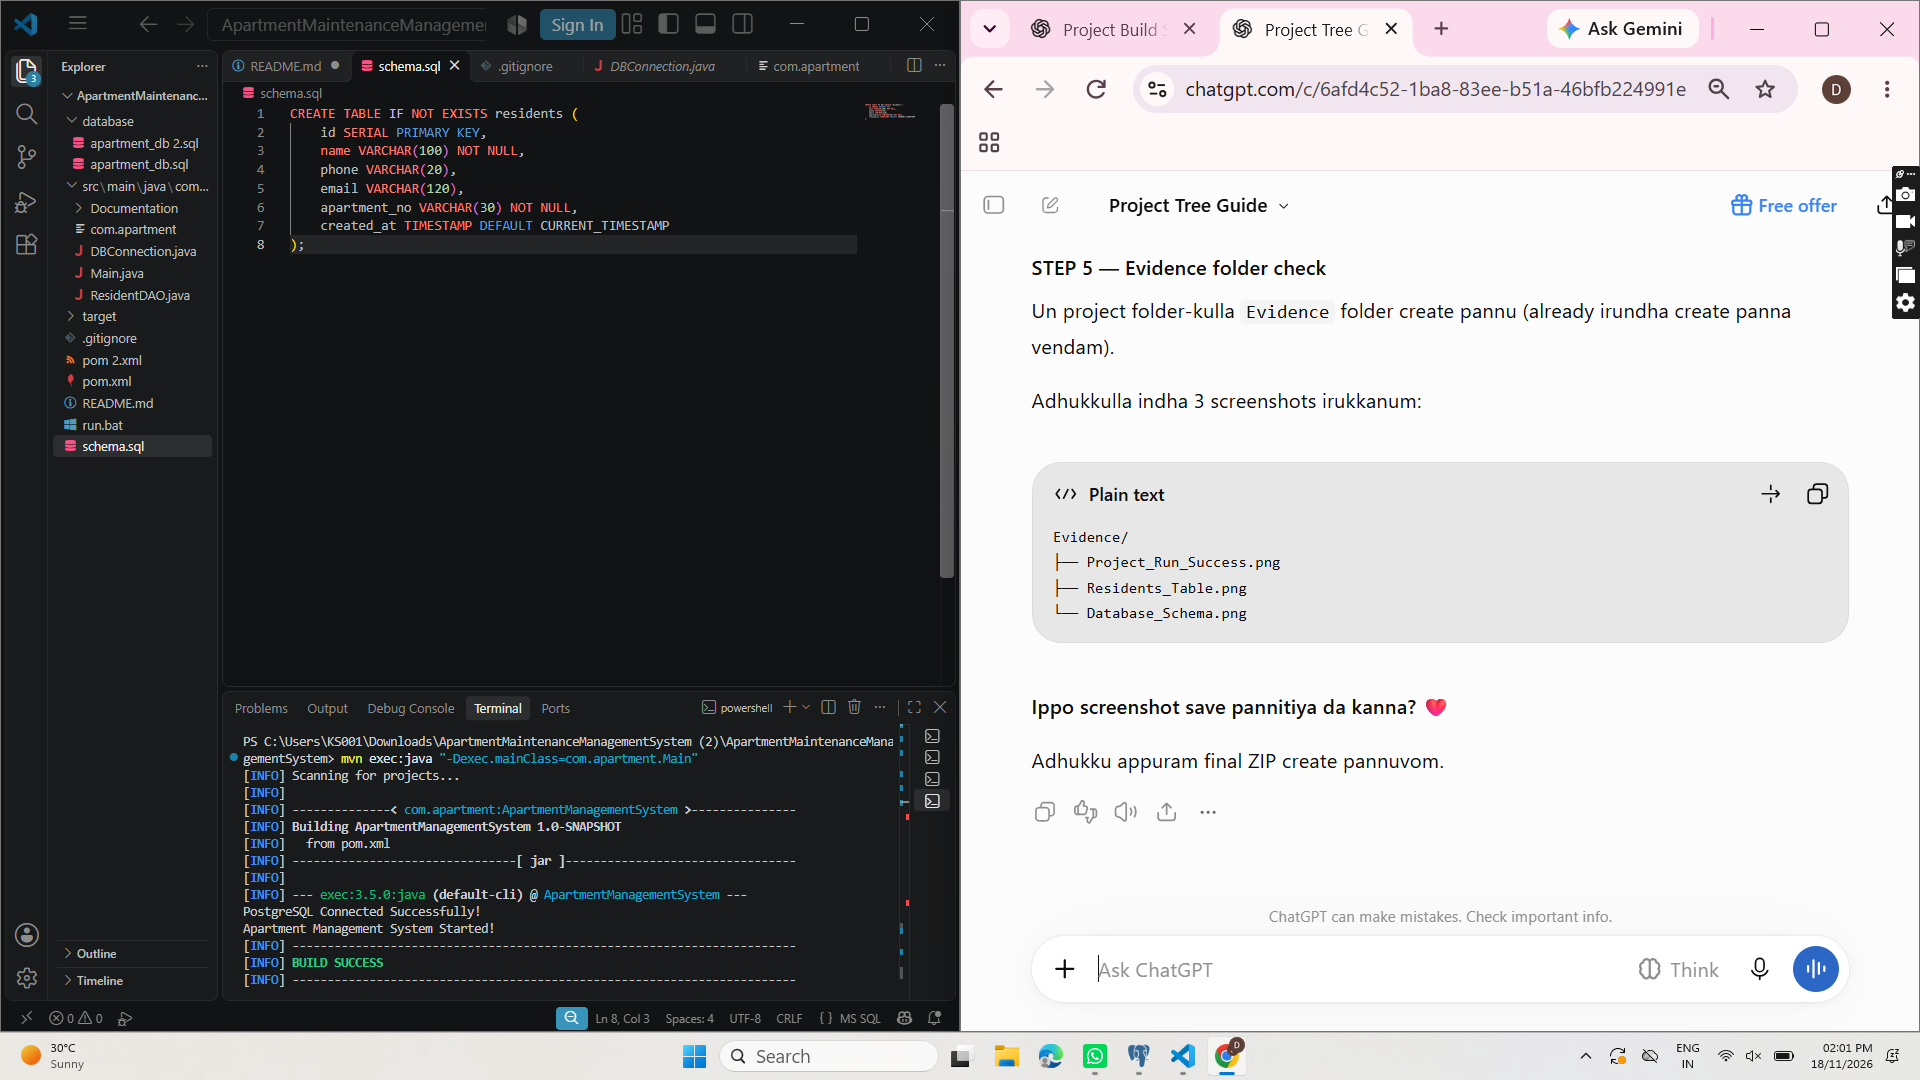 ApartmentMaintenanceManagemer
Sign In
Explorer
3
ApartmentMaintenanc...
database
apartment_db 2.sql
apartment_db.sql
src\main\java\com...
Documentation
com.apartment
DBConnection.java
Main.java
ResidentDAO.java
target
.gitignore
pom 2.xml
pom.xml
README.md
run.bat
schema.sql
Outline
Timeline
README.md
schema.sql
.gitignore
DBConnection.java
com.apartment
schema.sql
1 CREATE TABLE IF NOT EXISTS residents (
2 id SERIAL PRIMARY KEY,
3 name VARCHAR(100) NOT NULL,
4 phone VARCHAR(20),
5 email VARCHAR(120),
6 apartment_no VARCHAR(30) NOT NULL,
7 created_at TIMESTAMP DEFAULT CURRENT_TIMESTAMP
8 );
Problems Output Debug Console Terminal Ports
powershell
PS C:\Users\KS001\Downloads\ApartmentMaintenanceManagementSystem (2)\ApartmentMaintenanceMana
gementSystem> mvn exec:java "-Dexec.mainClass=com.apartment.Main"
[INFO] Scanning for projects...
[INFO]
[INFO] --------------< com.apartment:ApartmentManagementSystem >--------------
[INFO] Building ApartmentManagementSystem 1.0-SNAPSHOT
[INFO]   from pom.xml
[INFO] --------------------------------[ jar ]---------------------------------
[INFO]
[INFO] --- exec:3.5.0:java (default-cli) @ ApartmentManagementSystem ---
PostgreSQL Connected Successfully!
Apartment Management System Started!
[INFO] ------------------------------------------------------------------------
[INFO] BUILD SUCCESS
[INFO] ------------------------------------------------------------------------
0 0
Ln 8, Col 3 Spaces: 4 UTF-8 CRLF {} MS SQL
Project Build S
Project Tree G
Ask Gemini
chatgpt.com/c/6afd4c52-1ba8-83ee-b51a-46bfb224991e
D
Project Tree Guide
Free offer
STEP 5 — Evidence folder check
Un project folder-kulla Evidence folder create pannu (already irundha create panna
vendam).
Adhukkulla indha 3 screenshots irukkanum:
Plain text
Evidence/
├── Project_Run_Success.png
├── Residents_Table.png
└── Database_Schema.png
Ippo screenshot save pannitiya da kanna? ❤️
Adhukku appuram final ZIP create pannuvom.
ChatGPT can make mistakes. Check important info.
Ask ChatGPT
Think
30°C
Sunny
Search
D
ENG
IN
02:01 PM
18/11/2026